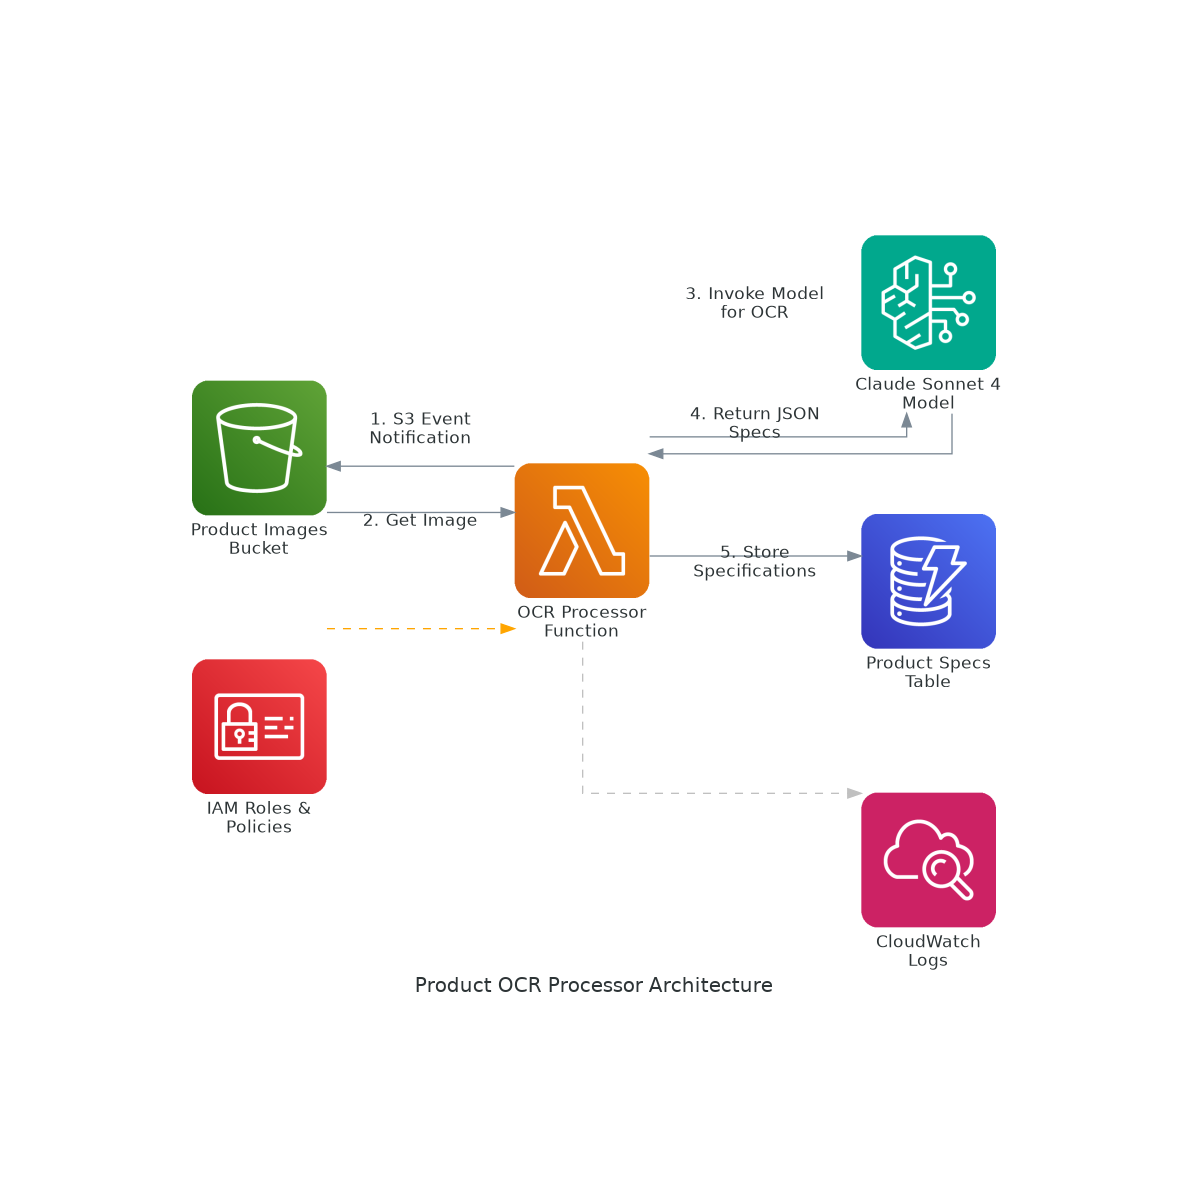 3. Invoke Model
for OCR
Claude Sonnet 4
Model
1. S3 Event
Notification
4. Return JSON
Specs
2. Get Image
Product Images
Bucket
5. Store
Specifications
OCR Processor
Function
Product Specs
Table
IAM Roles &
Policies
CloudWatch
Logs
Product OCR Processor Architecture